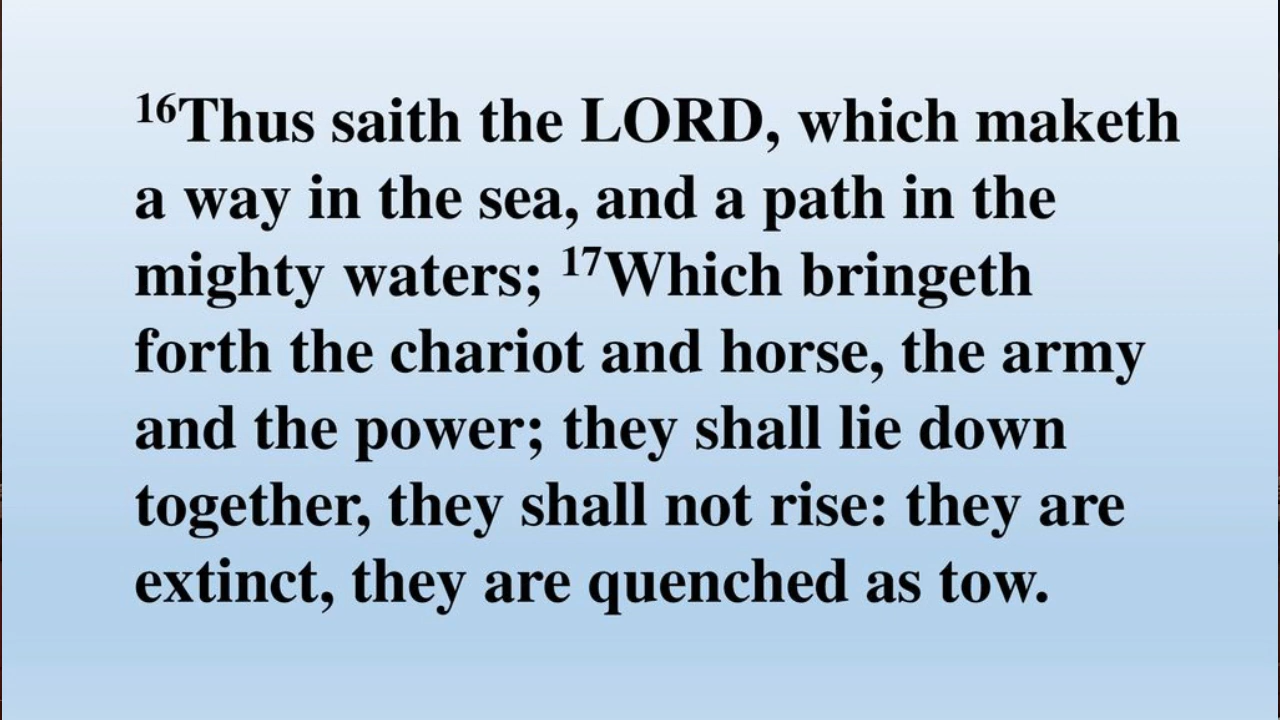 16Thus saith the LORD, which maketh
a way in the sea, and a path in the
mighty waters; 17Which bringeth
forth the chariot and horse, the army
and the power; they shall lie down
together, they shall not rise: they are
extinct, they are quenched as tow.